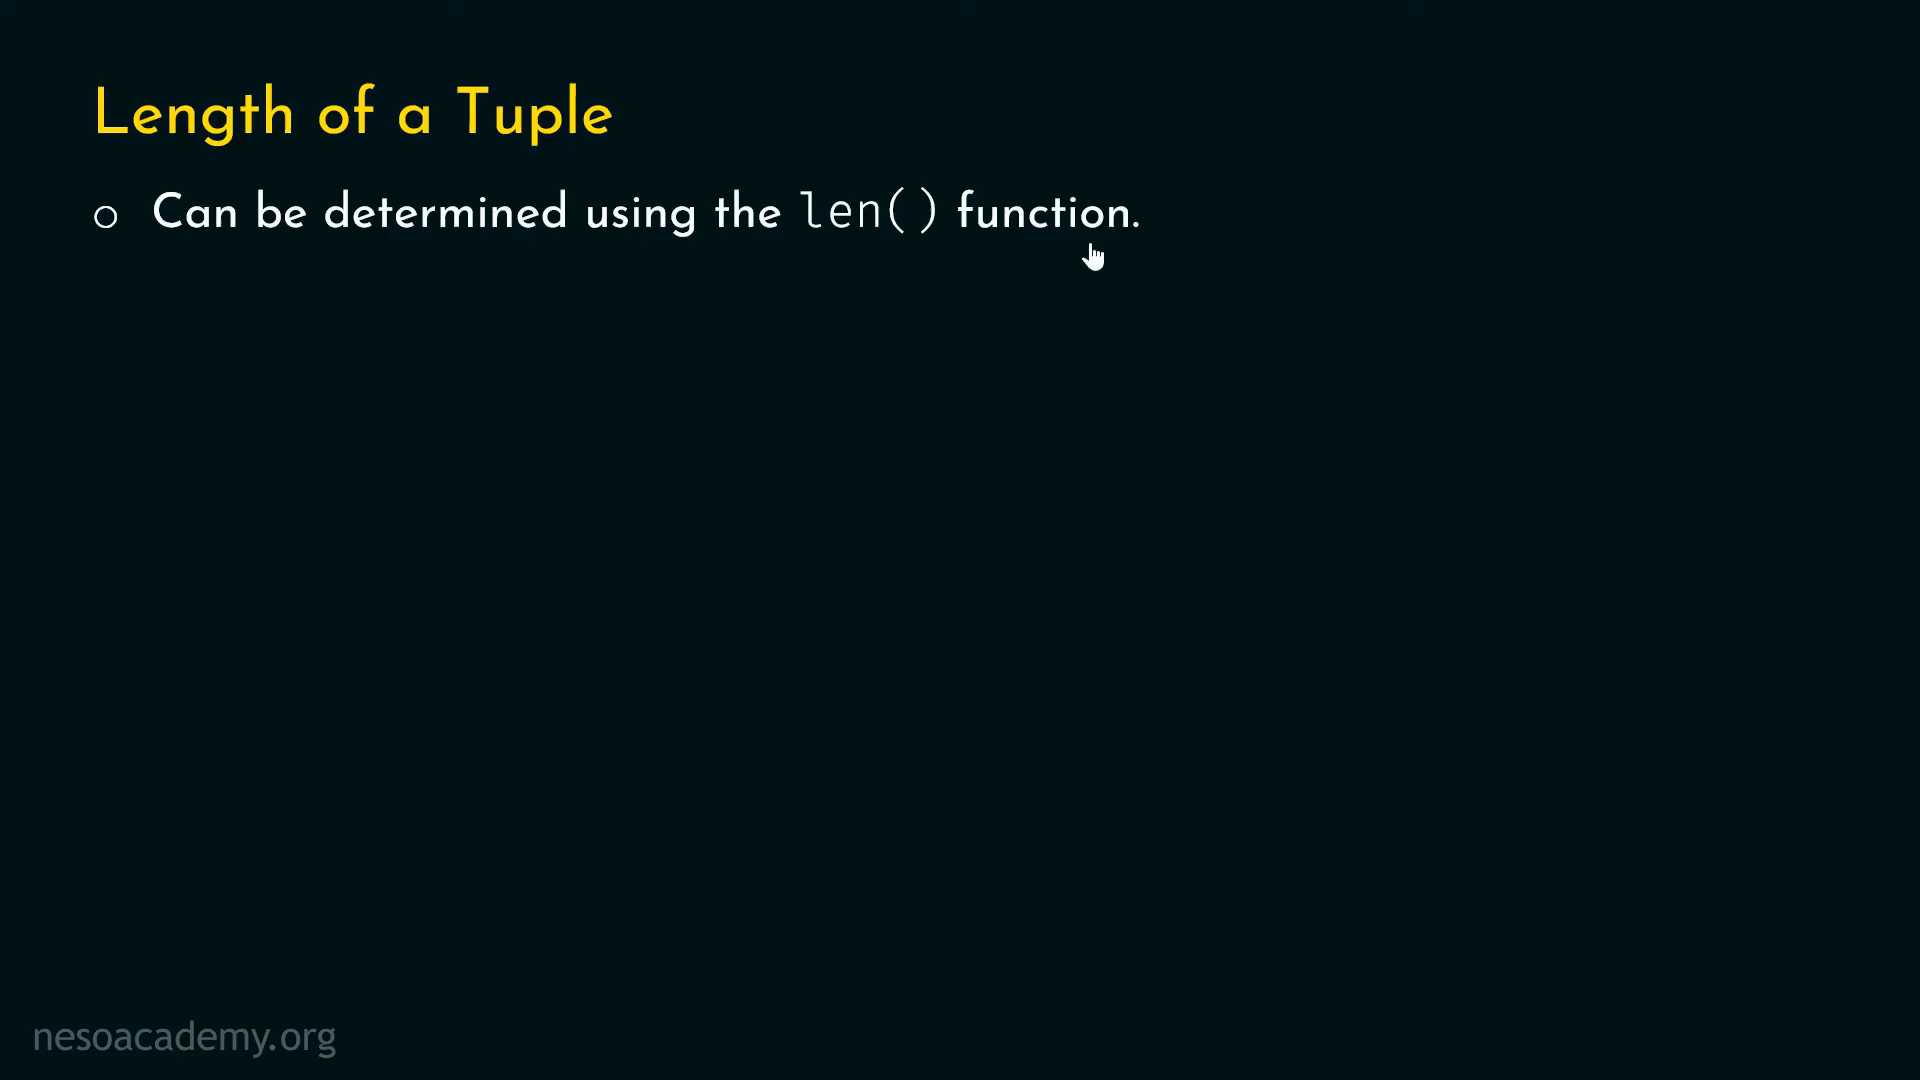 Length of a Tuple
○ Can be determined using the len() function.
nesoacademy.org